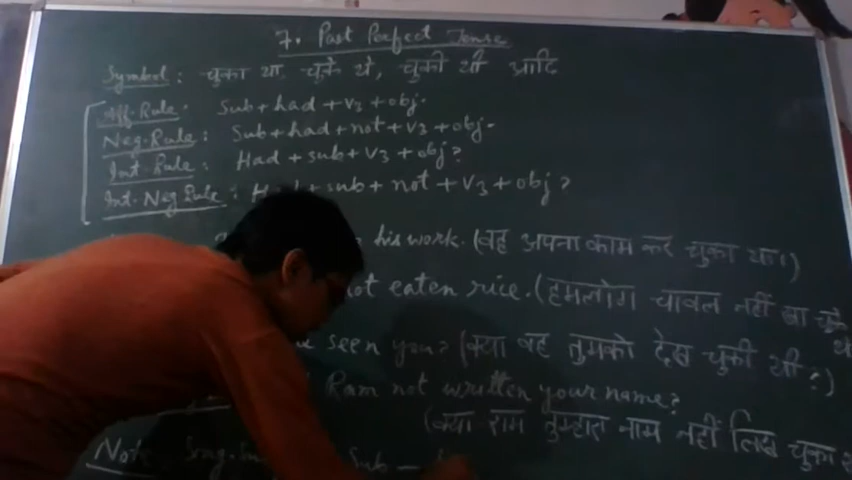 7. Past Perfect Tense
Symbol: चुका था, चुके थे, चुकी थी आदि
Aff. Rule: Sub+had+V3+obj.
Neg. Rule: Sub+had+not+V3+obj.
Int. Rule: Had+sub+V3+obj?
Int. Neg Rule: sub+not+V3+obj?
his work. (वह अपना काम कर चुका था।)
eaten rice. (हमलोग चावल नहीं खा चुके थे
seen you? (क्या वह तुमको देख चुकी थी?)
Ram not written your name?
(क्या राम तुम्हारा नाम नहीं लिख चुका
Note Sub —